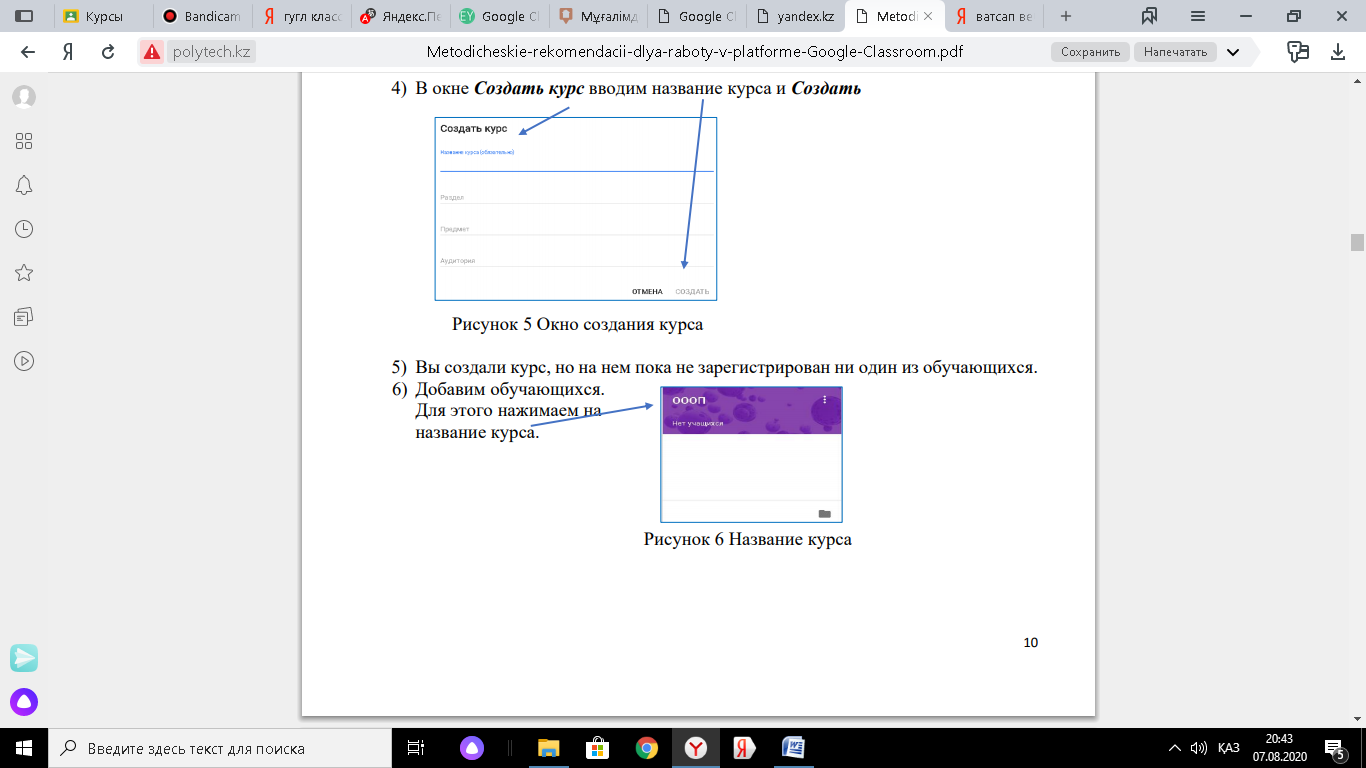 Курсы
Bandicam
гугл класс
Яндекс.Пе
Google Cl
Мұғалімд
Google Cl
yandex.kz
Metodic
ватсап ве
polytech.kz
Metodicheskie-rekomendacii-dlya-raboty-v-platforme-Google-Classroom.pdf
Сохранить
Напечатать
4) В окне Создать курс вводим название курса и Создать
Создать курс
Название курса (обязательно)
Раздел
Предмет
Аудитория
ОТМЕНА СОЗДАТЬ
Рисунок 5 Окно создания курса
5) Вы создали курс, но на нем пока не зарегистрирован ни один из обучающихся.
6) Добавим обучающихся.
Для этого нажимаем на
название курса.
ОООП
Нет учащихся
Рисунок 6 Название курса
10
Введите здесь текст для поиска
ҚАЗ
20:43
07.08.2020
5